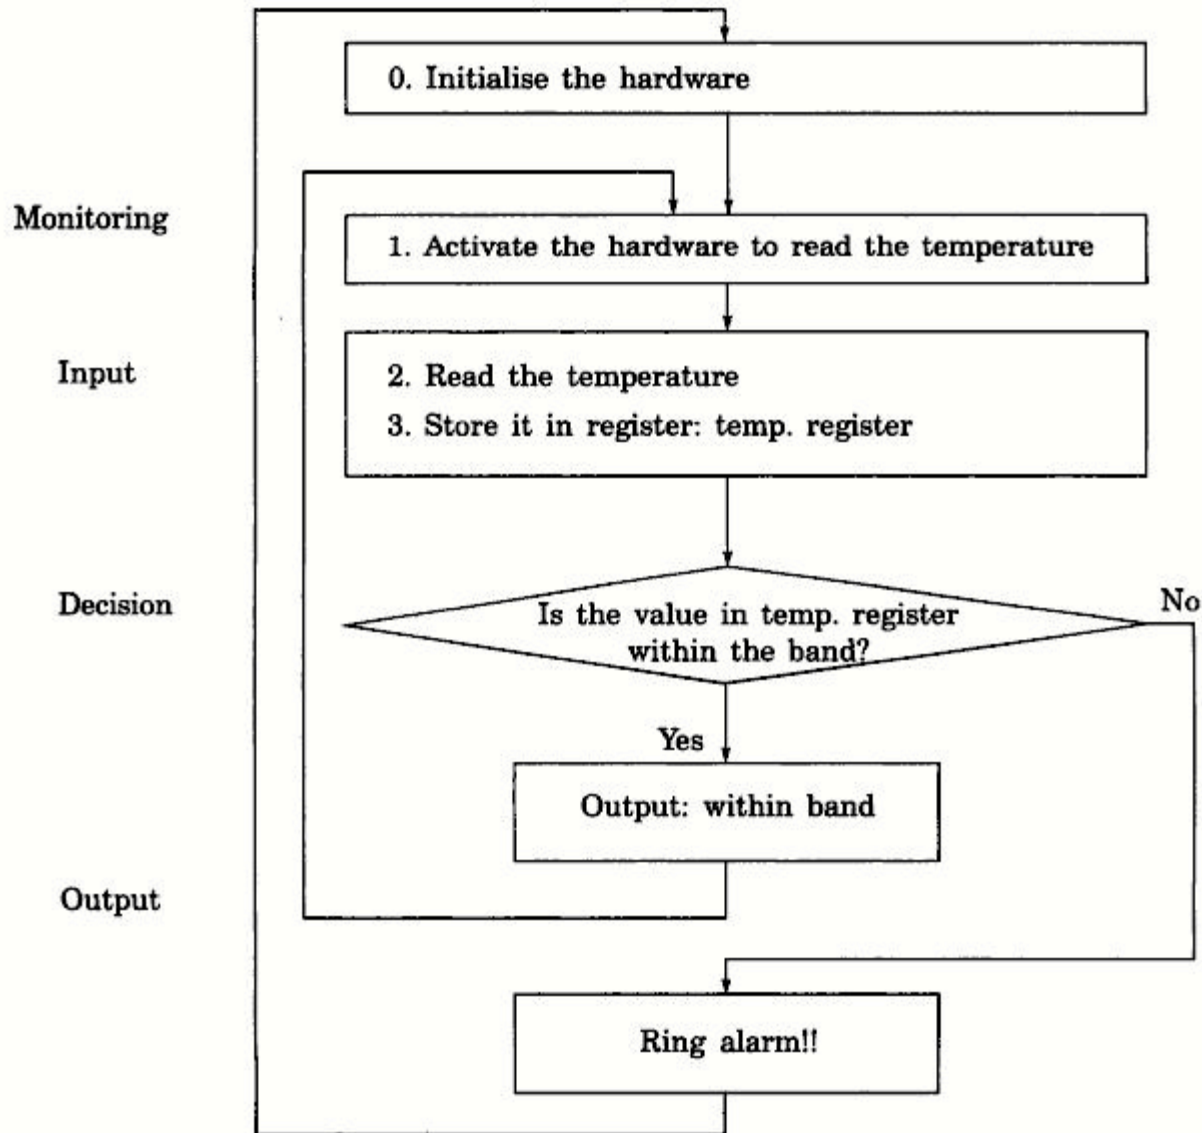 0. Initialise the hardware
Monitoring
1. Activate the hardware to read the temperature
Input
2. Read the temperature
3. Store it in register: temp. register
Decision
Is the value in temp. register
within the band?
No
Yes
Output: within band
Output
Ring alarm!!